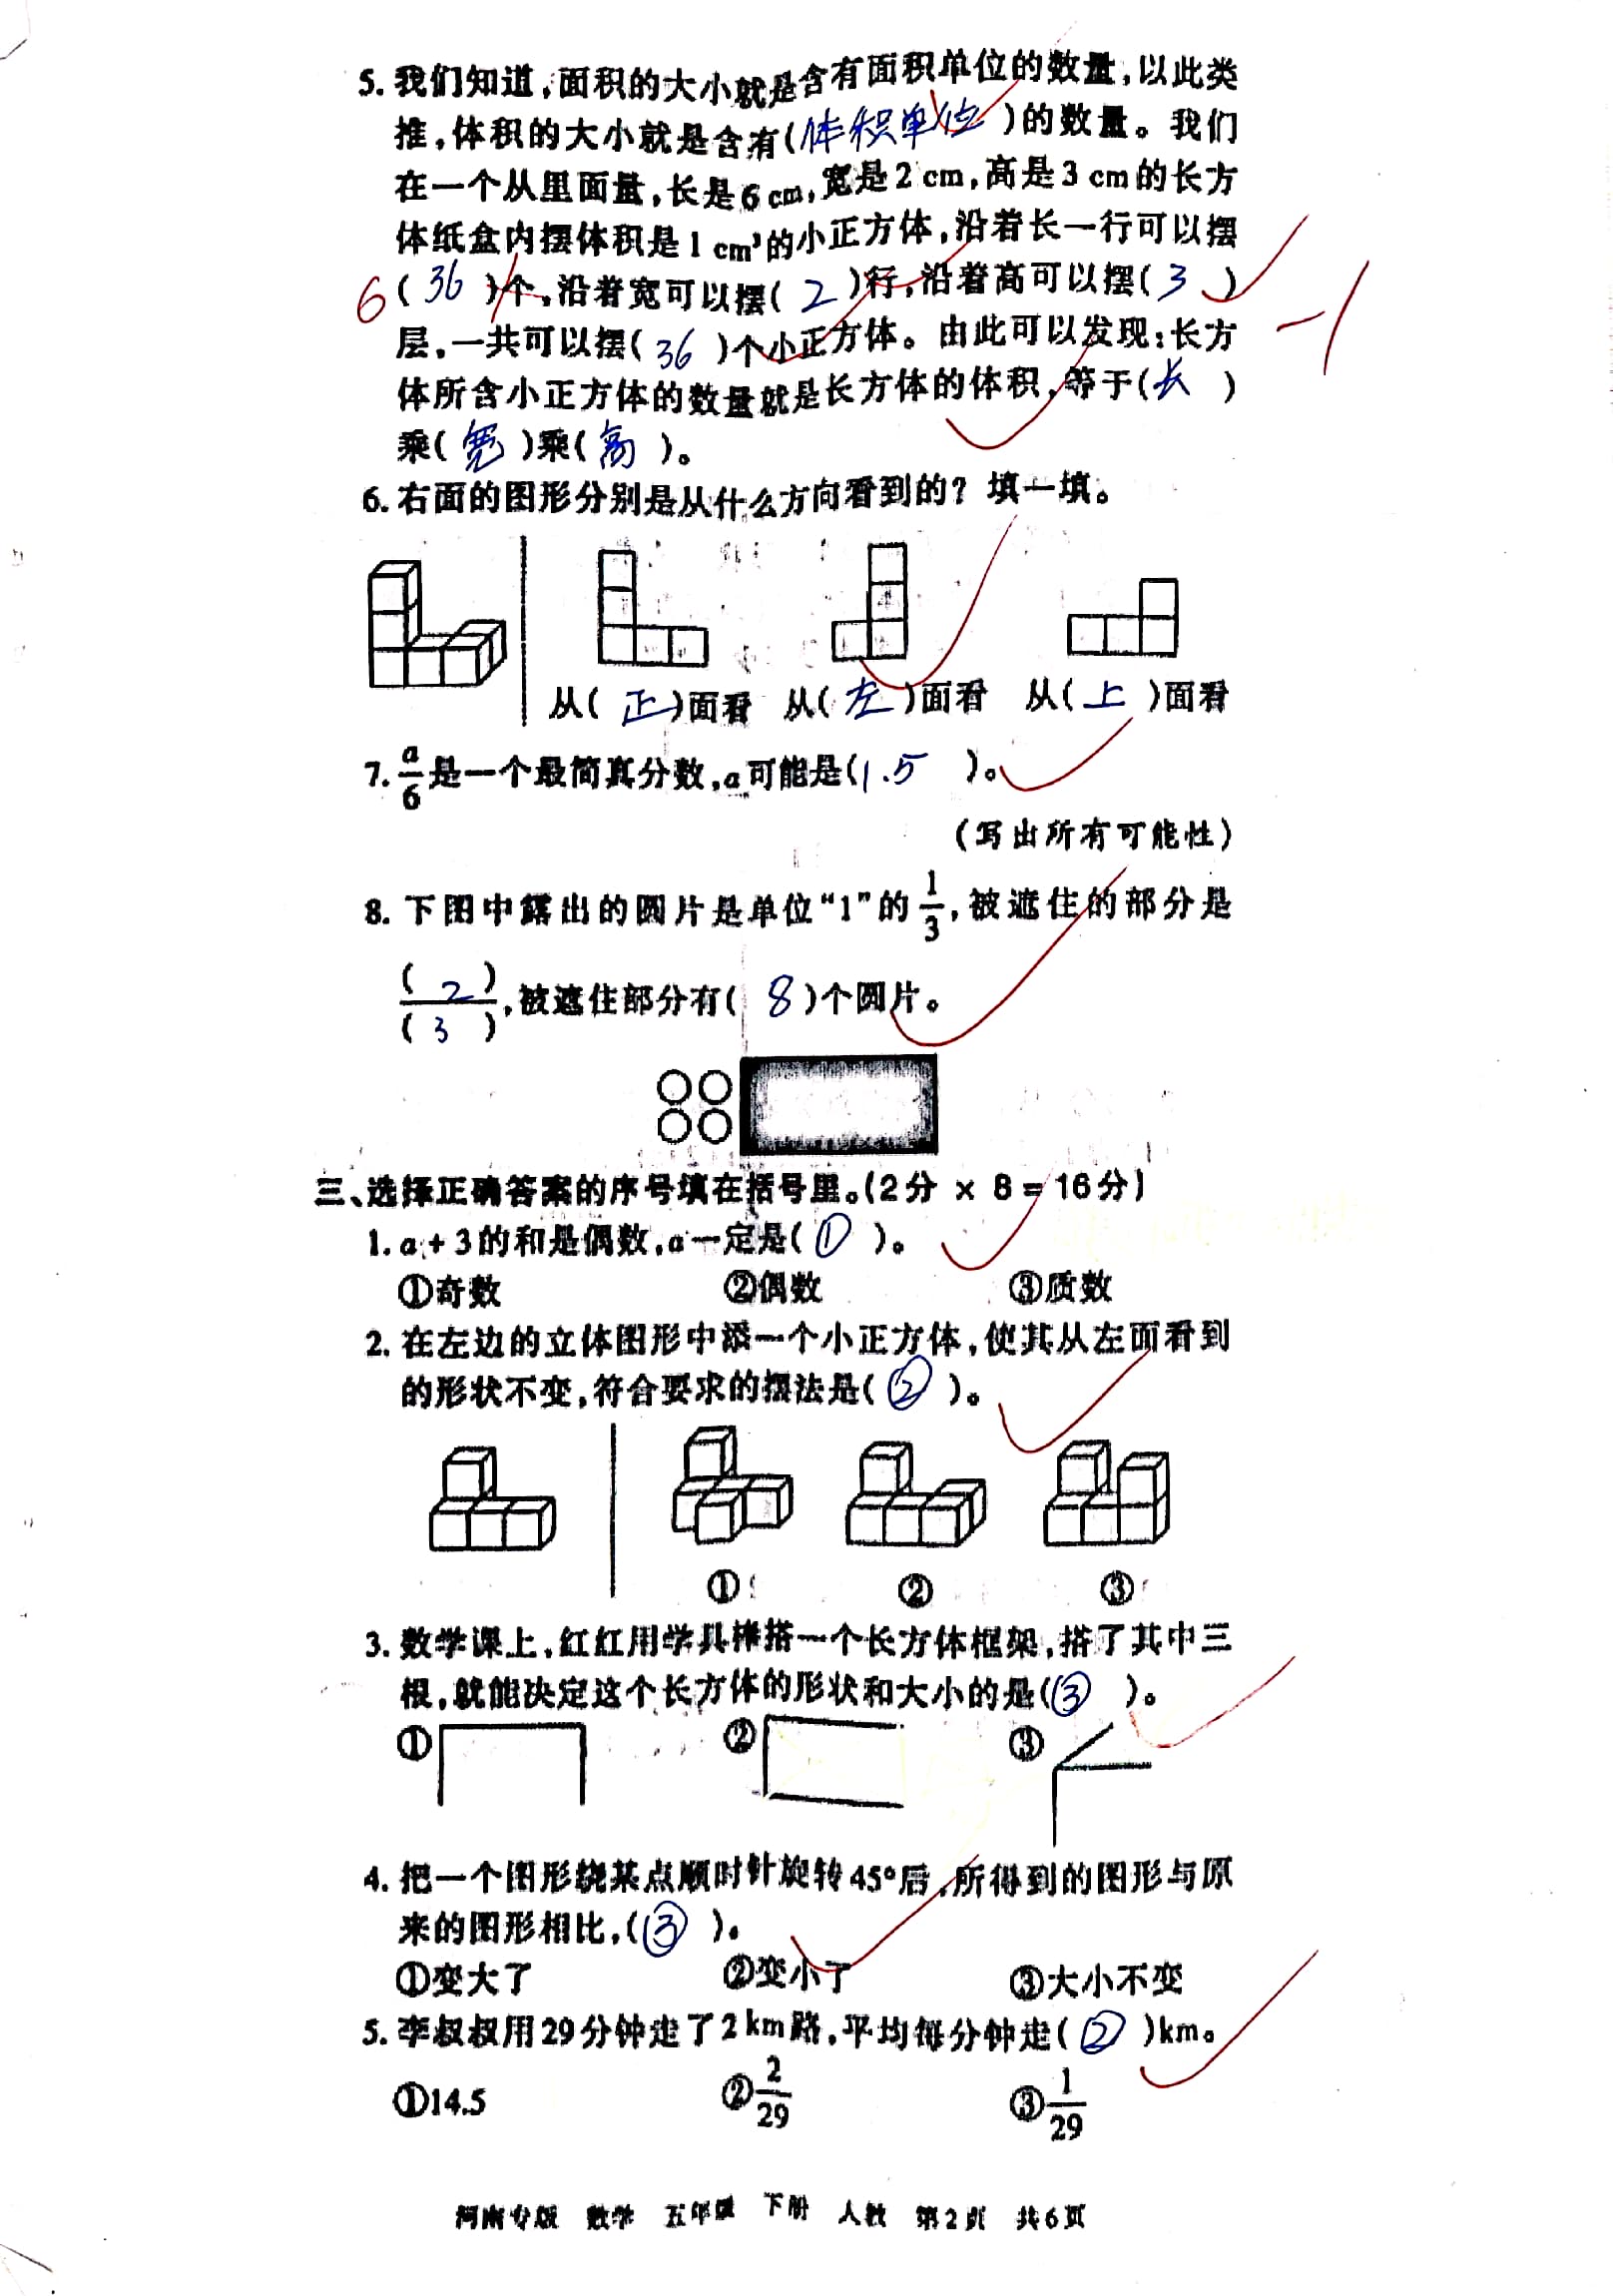 5. 我们知道,面积的大小就是含有面积单位的数量,以此类
推,体积的大小就是含有(体积单位)的数量。我们
在一个从里面量,长是6 cm,宽是2 cm,高是3 cm的长方
体纸盒内摆体积是1 cm³的小正方体,沿着长一行可以摆
6 (36)个,沿着宽可以摆(2)行,沿着高可以摆(3)
-1
层,一共可以摆(36)个小正方体。由此可以发现:长方
体所含小正方体的数量就是长方体的体积,等于(长)
乘(宽)乘(高)。
6. 右面的图形分别是从什么方向看到的?填一填。
从(正)面看 从(左)面看 从(上)面看
7. a/6是一个最简真分数,a可能是(1.5)。
(写出所有可能性)
8. 下图中露出的圆片是单位“1”的1/3,被遮住的部分是
(2)/(3),被遮住部分有(8)个圆片。
三、选择正确答案的序号填在括号里。(2分 × 8 = 16分)
1. a + 3的和是偶数,a一定是(①)。
①奇数 ②偶数 ③质数
2. 在左边的立体图形中添一个小正方体,使其从左面看到
的形状不变,符合要求的摆法是(②)。
① ② ③
3. 数学课上,红红用学具棒搭一个长方体框架,搭了其中三
根,就能决定这个长方体的形状和大小的是(③)。
① ② ③
4. 把一个图形绕某点顺时针旋转45°后,所得到的图形与原
来的图形相比,(③)。
①变大了 ②变小了 ③大小不变
5. 李叔叔用29分钟走了2 km路,平均每分钟走(②)km。
①14.5 ②2/29 ③1/29
河南专版 数学 五年级 下册 人教 第2页 共6页